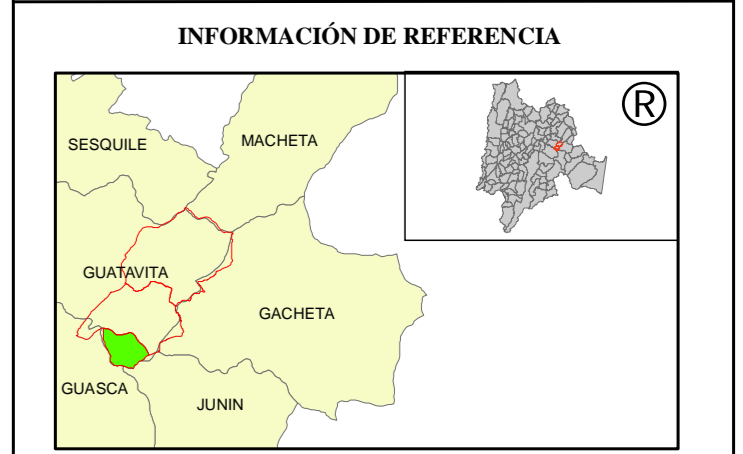 INFORMACIÓN DE REFERENCIA
®
SESQUILE
MACHETA
GUATAVITA
GACHETA
GUASCA
JUNIN